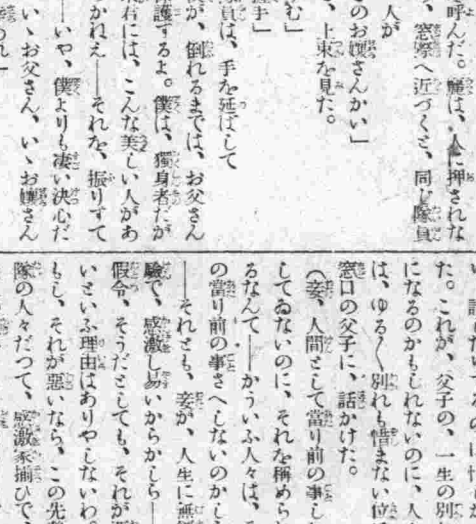 呼んだ。麗は、人に押されな
、窓際へ近づくと、同じ隊員
人が
のお孃さんかい」
、上東を見た。
む」
手」
員は、手を延ばして
が、倒れるまでは、お父さん
護するよ。僕は、獨身者だが
者には、こんな美しい人があ
かねえ――それを、振りすて
――いや、僕よりも凄い決心だ
いゝお父さん、いゝお孃さん
られ」
た。これが、父子の、一生の別
になるのかもしれないのに、人
は、ゆる〱別れも惜まない位
窓口の父子に、話かけた。
(妾、人間として當り前の事し
してゐないのに、それを稱めら
るなんて――かういふ人々は、
の當り前の事さへしないのかし
――それとも、妾が、人生に無
驗で、感激し易いからかしら――
假令、そうだとしても、それが
いといふ理由はありやしないわ。
もし、それが惡いなら、この先
隊の人々だつて、感激家揃ひで、